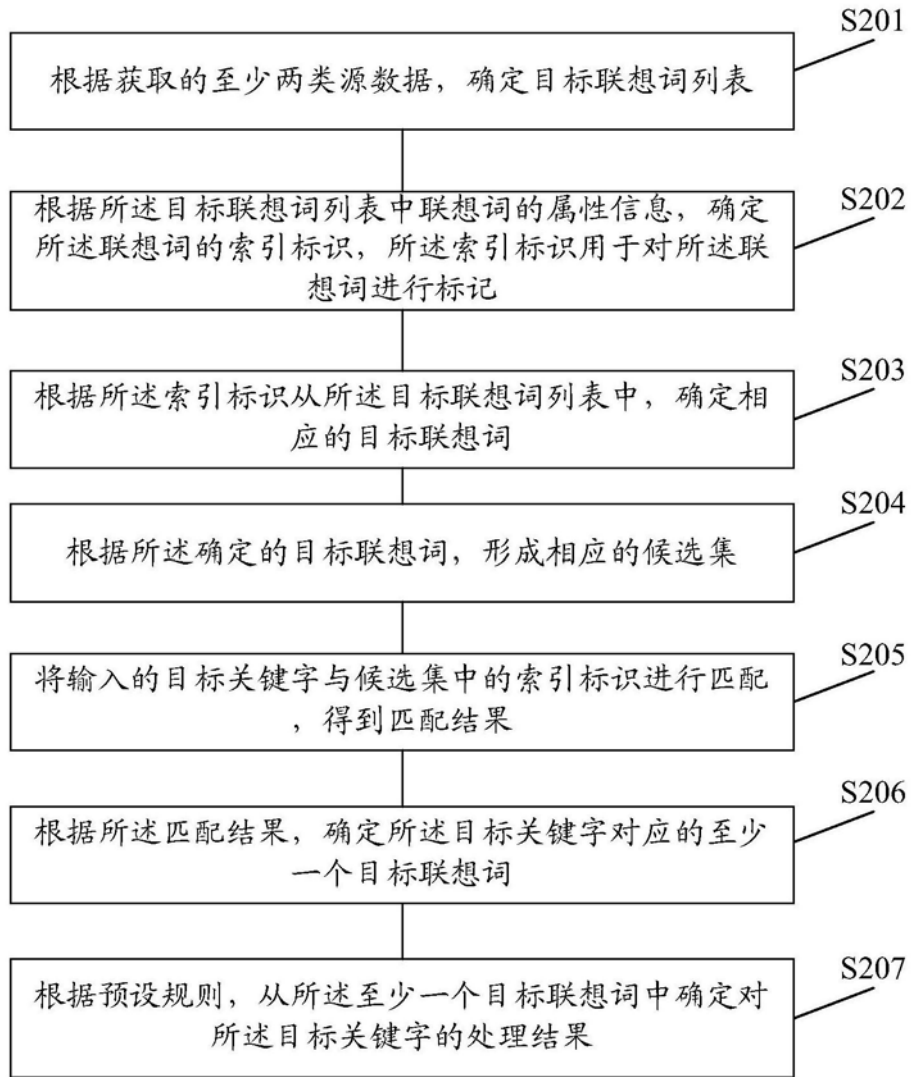 S201
根据获取的至少两类源数据，确定目标联想词列表
S202
根据所述目标联想词列表中联想词的属性信息，确定
所述联想词的索引标识，所述索引标识用于对所述联
想词进行标记
S203
根据所述索引标识从所述目标联想词列表中，确定相
应的目标联想词
S204
根据所述确定的目标联想词，形成相应的候选集
S205
将输入的目标关键字与候选集中的索引标识进行匹配
，得到匹配结果
S206
根据所述匹配结果，确定所述目标关键字对应的至少
一个目标联想词
S207
根据预设规则，从所述至少一个目标联想词中确定对
所述目标关键字的处理结果